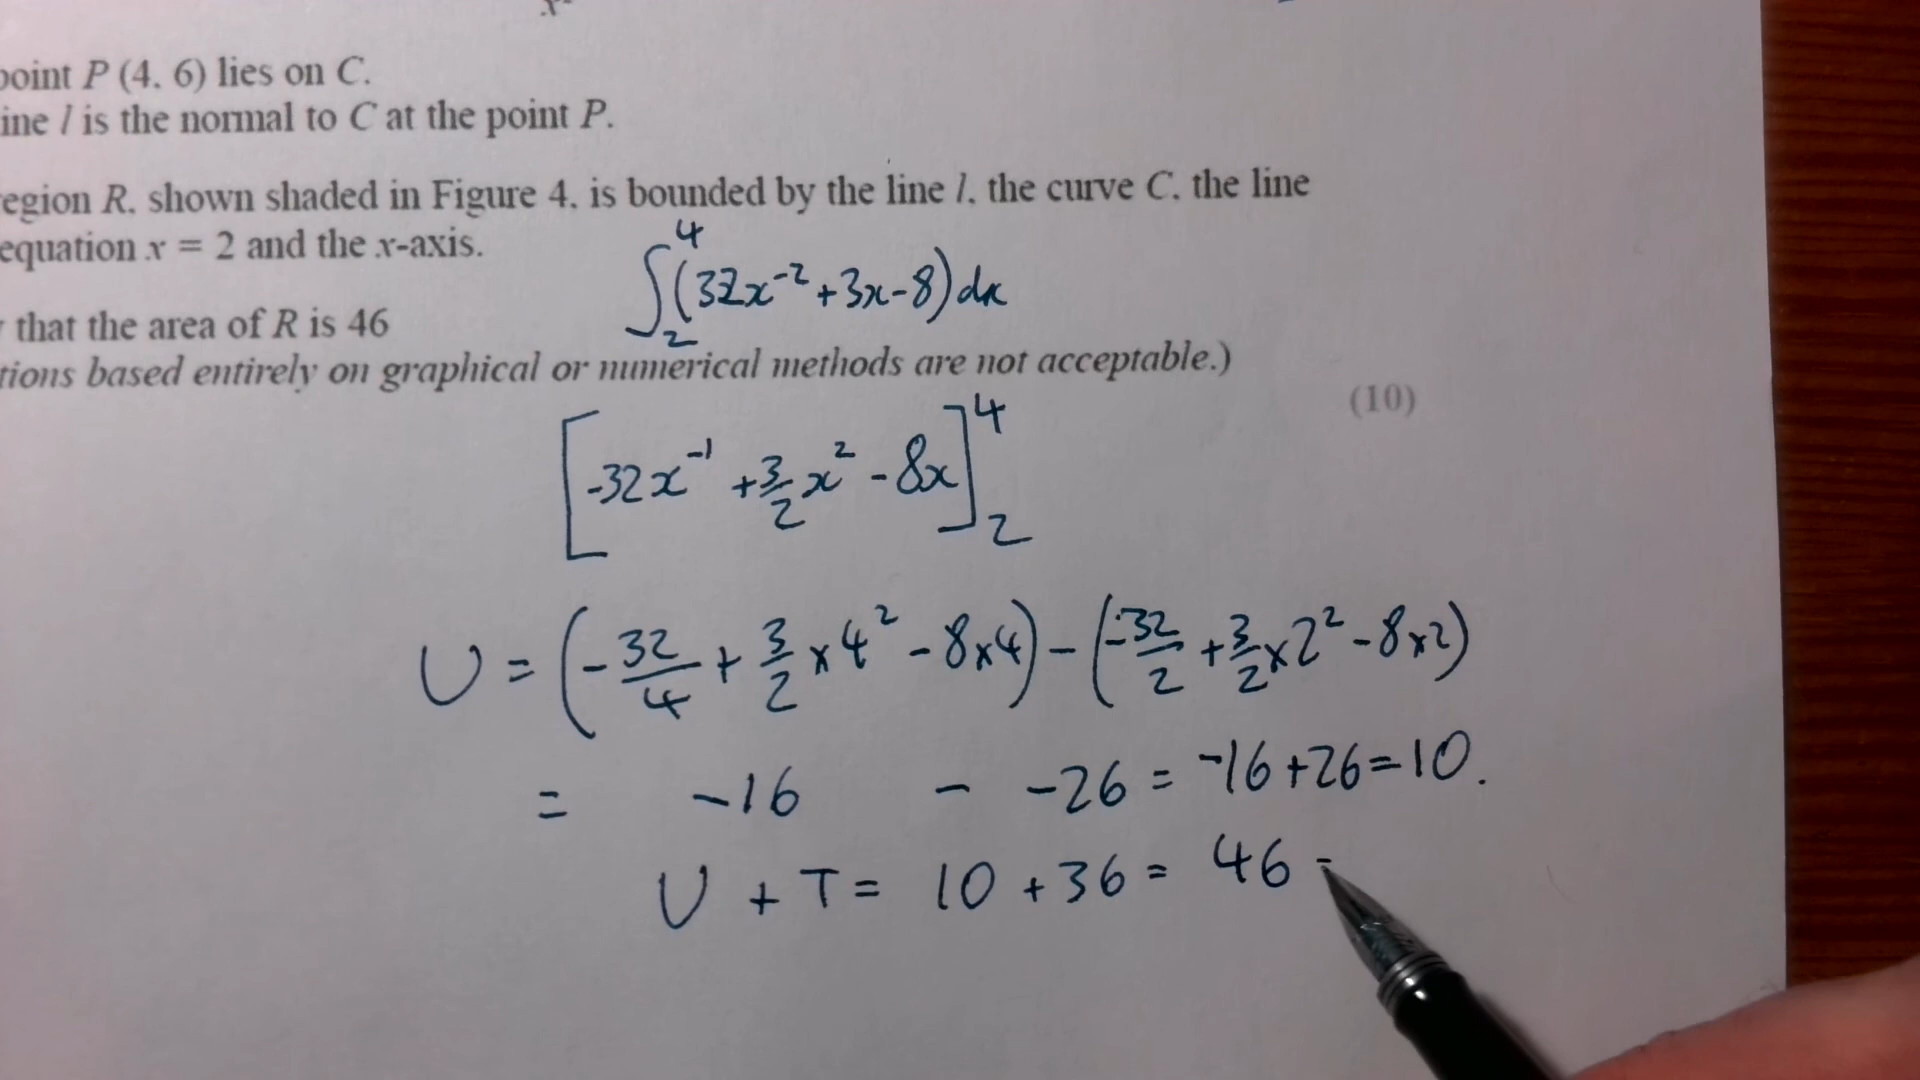 point P (4, 6) lies on C.
ine l is the normal to C at the point P.
egion R, shown shaded in Figure 4, is bounded by the line l, the curve C, the line
equation x = 2 and the x-axis.
∫₂⁴(32x⁻²+3x-8)dx
that the area of R is 46
tions based entirely on graphical or numerical methods are not acceptable.)
(10)
[-32x⁻¹ +3/2x² -8x]₂⁴
U = (-32/4 + 3/2 × 4² - 8×4) - (-32/2 + 3/2×2² -8×2)
= -16 - -26 = -16+26=10.
U + T = 10 + 36 = 46 -